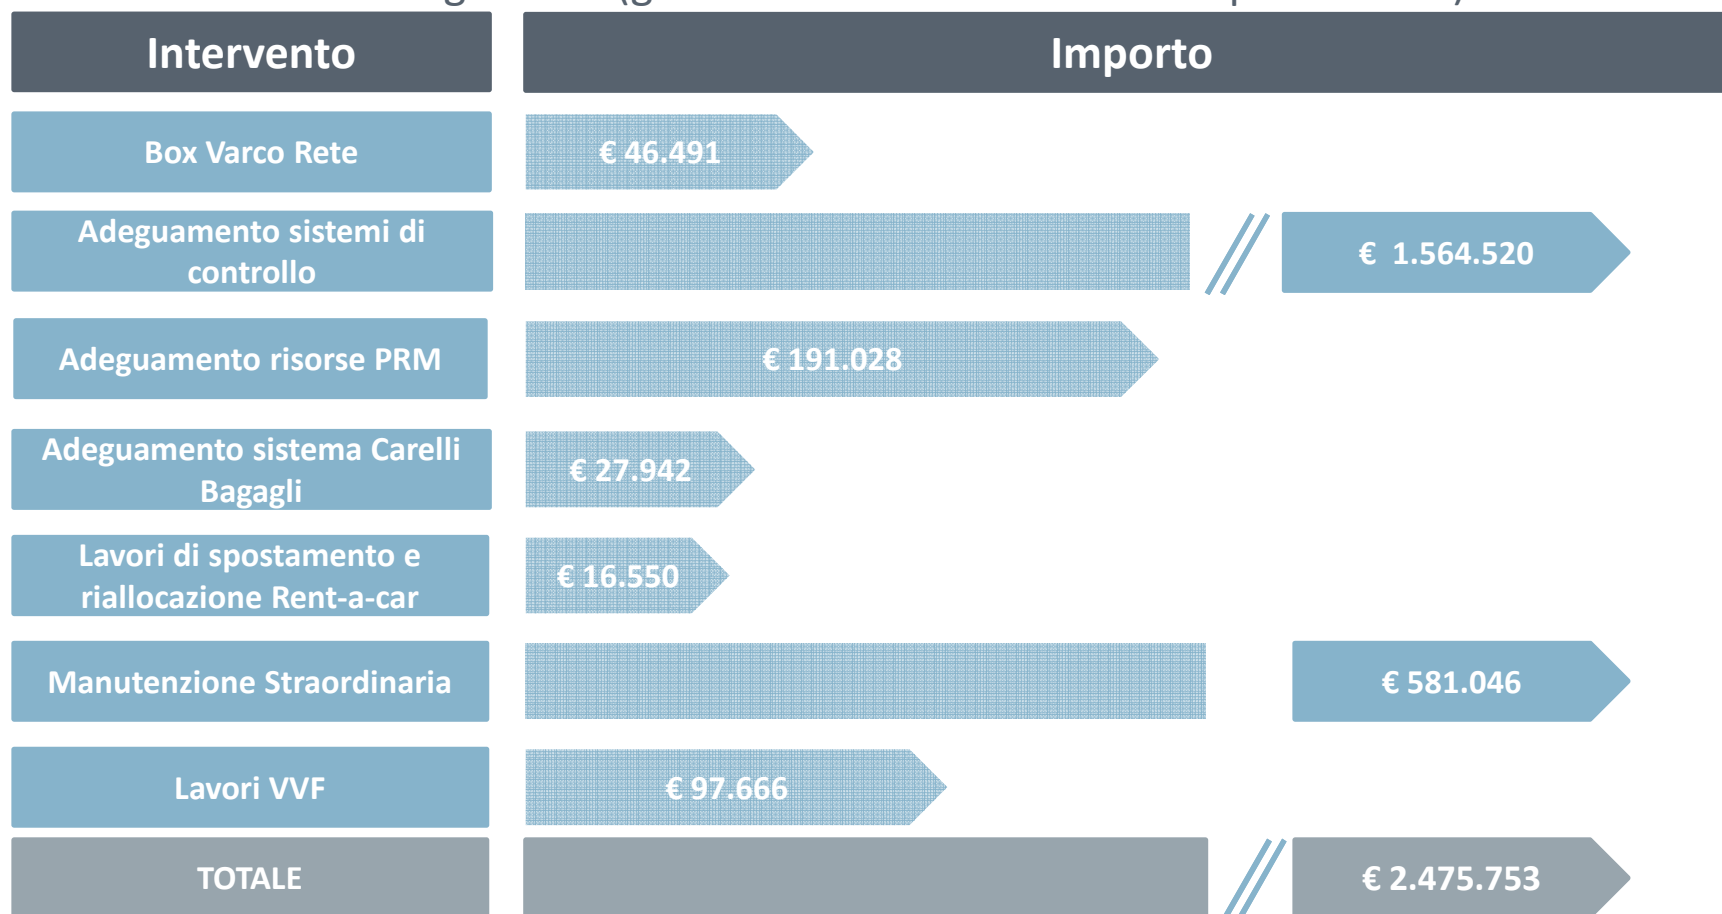 Intervento
Importo
Box Varco Rete
€ 46.491
Adeguamento sistemi di
controllo
€ 1.564.520
Adeguamento risorse PRM
€ 191.028
Adeguamento sistema Carelli
Bagagli
€ 27.942
Lavori di spostamento e
riallocazione Rent-a-car
€ 16.550
Manutenzione Straordinaria
€ 581.046
Lavori VVF
€ 97.666
TOTALE
€ 2.475.753